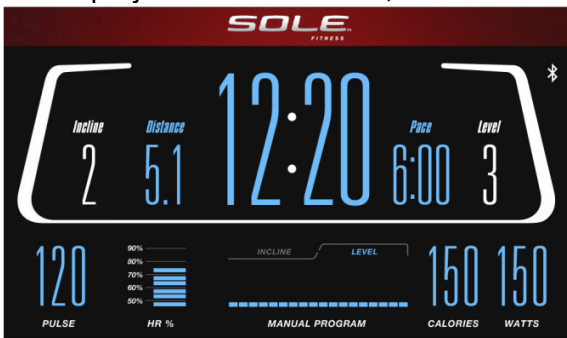 SOLE
FITNESS
12:20
Incline Distance Pace Level
2 5.1 6:00 3
90%
80%
70%
60%
50%
INCLINE LEVEL
120 150 150
PULSE HR % MANUAL PROGRAM CALORIES WATTS